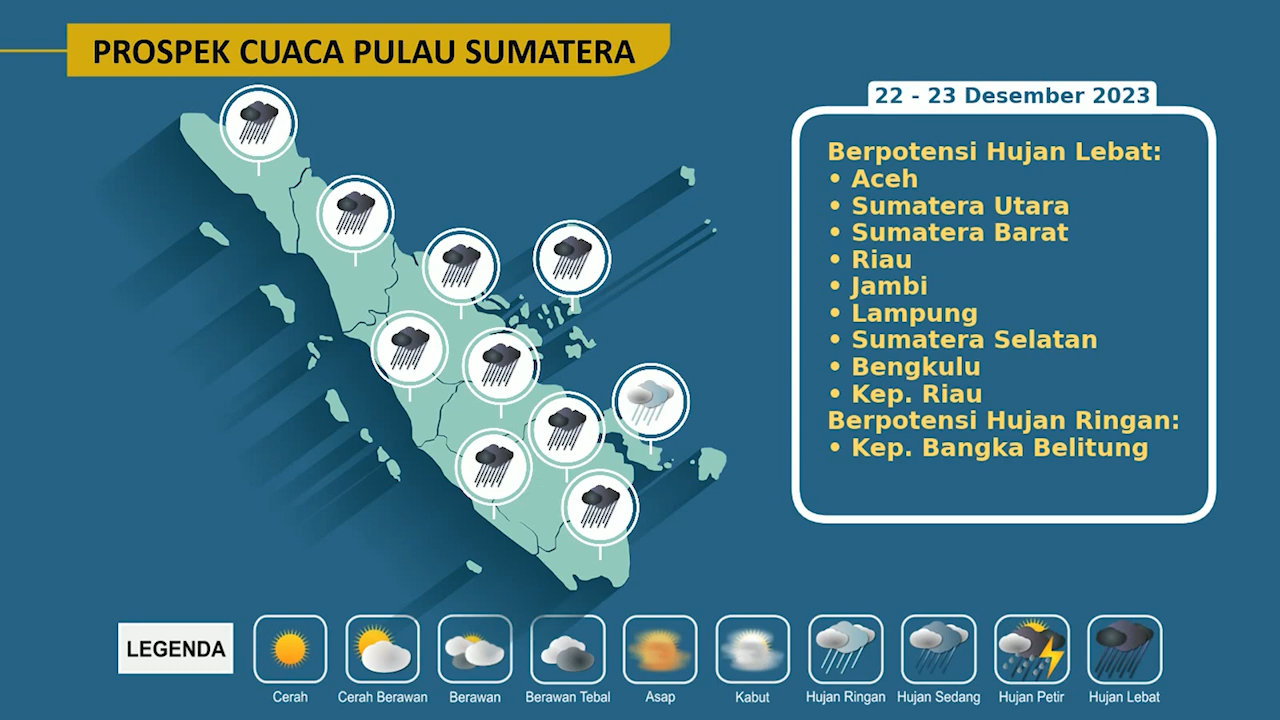 PROSPEK CUACA PULAU SUMATERA
22 - 23 Desember 2023
Berpotensi Hujan Lebat:
• Aceh
• Sumatera Utara
• Sumatera Barat
• Riau
• Jambi
• Lampung
• Sumatera Selatan
• Bengkulu
• Kep. Riau
Berpotensi Hujan Ringan:
• Kep. Bangka Belitung
LEGENDA
Cerah
Cerah Berawan
Berawan
Berawan Tebal
Asap
Kabut
Hujan Ringan
Hujan Sedang
Hujan Petir
Hujan Lebat